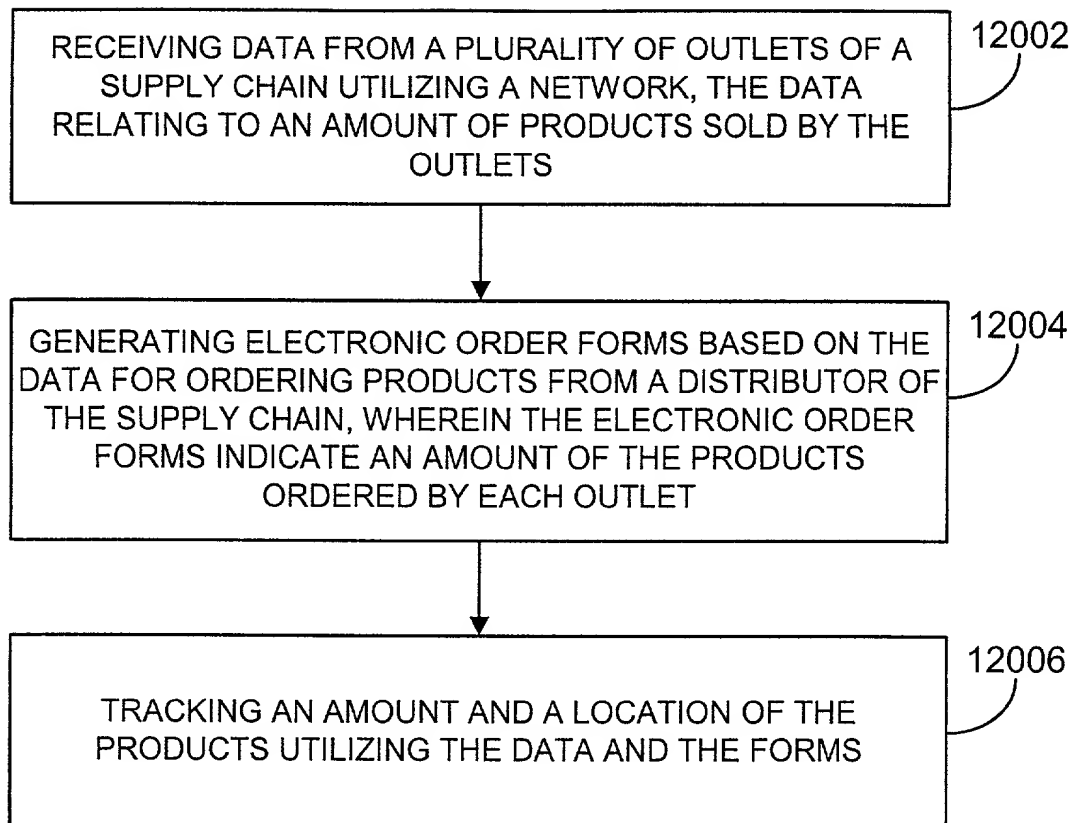 RECEIVING DATA FROM A PLURALITY OF OUTLETS OF A
SUPPLY CHAIN UTILIZING A NETWORK, THE DATA
RELATING TO AN AMOUNT OF PRODUCTS SOLD BY THE
OUTLETS
12002
GENERATING ELECTRONIC ORDER FORMS BASED ON THE
DATA FOR ORDERING PRODUCTS FROM A DISTRIBUTOR OF
THE SUPPLY CHAIN, WHEREIN THE ELECTRONIC ORDER
FORMS INDICATE AN AMOUNT OF THE PRODUCTS
ORDERED BY EACH OUTLET
12004
TRACKING AN AMOUNT AND A LOCATION OF THE
PRODUCTS UTILIZING THE DATA AND THE FORMS
12006